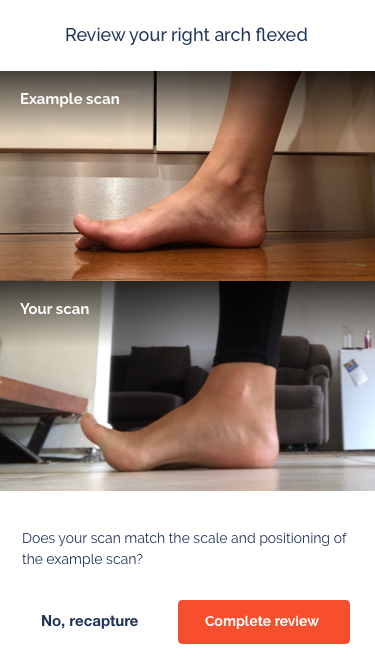 Review your right arch flexed
Example scan
Your scan
Does your scan match the scale and positioning of
the example scan?
No, recapture
Complete review